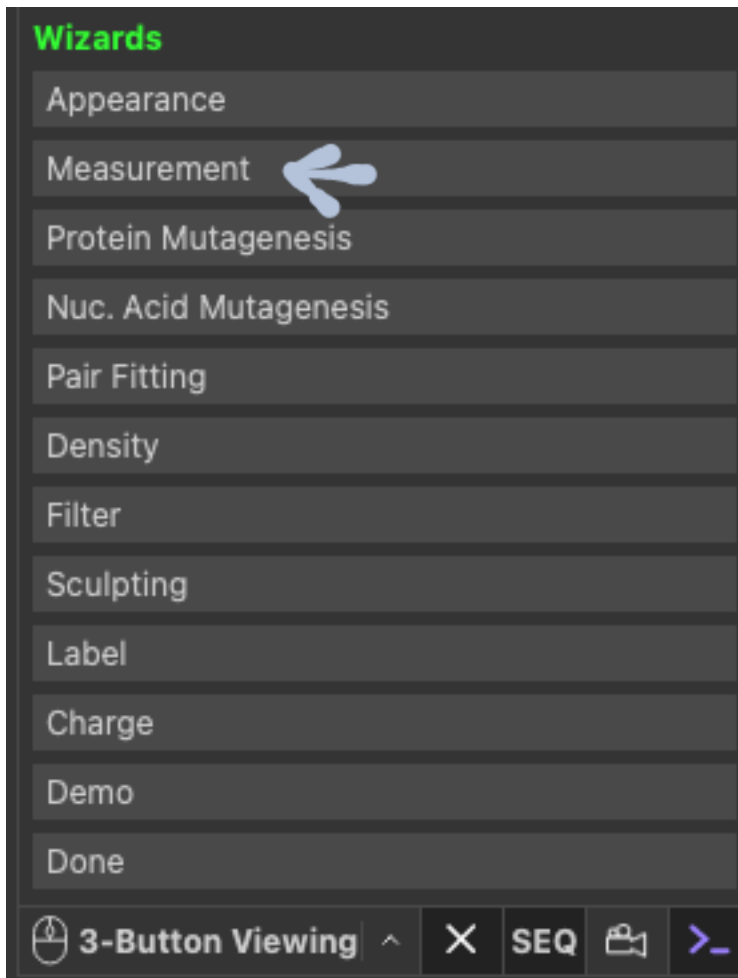 Wizards
Appearance
Measurement
Protein Mutagenesis
Nuc. Acid Mutagenesis
Pair Fitting
Density
Filter
Sculpting
Label
Charge
Demo
Done
3-Button Viewing SEQ